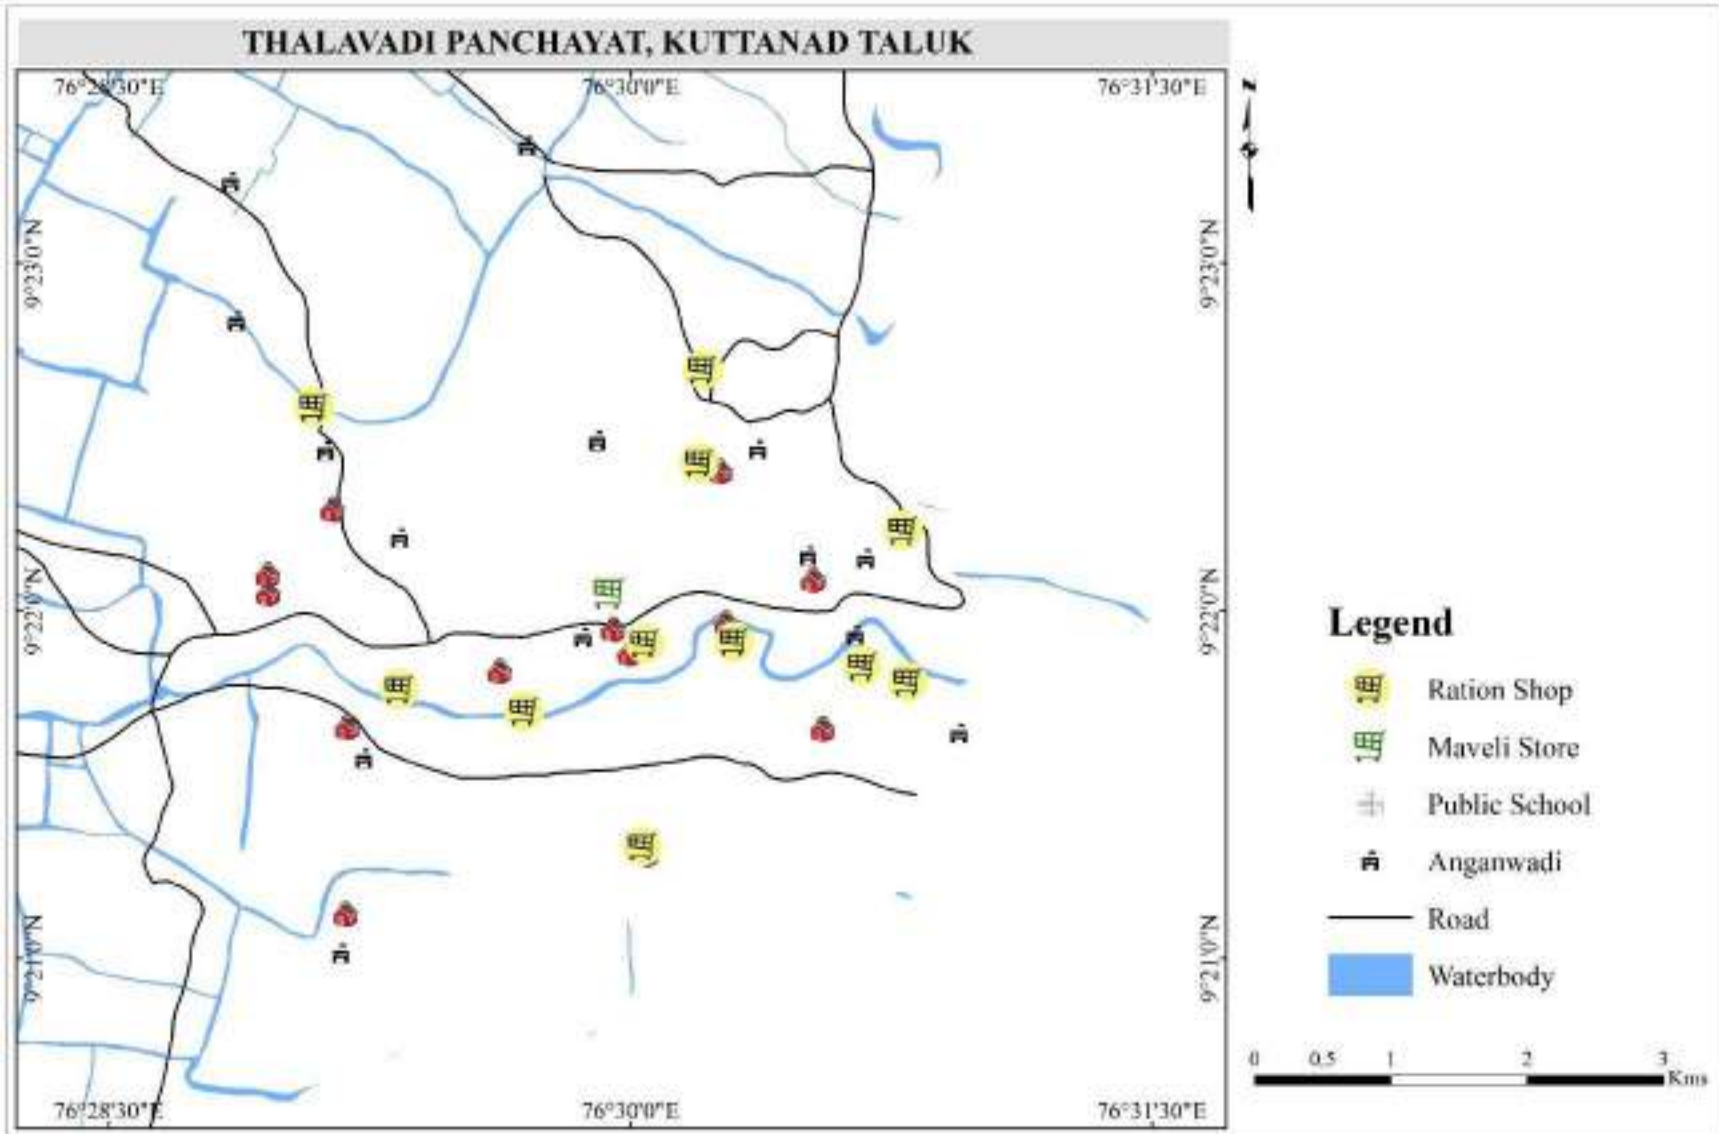 THALAVADI PANCHAYAT, KUTTANAD TALUK
76°28'30"E
76°30'0"E
76°31'30"E
9°23'0"N
9°23'0"N
9°22'0"N
9°22'0"N
9°21'0"N
9°21'0"N
76°28'30"E
76°30'0"E
76°31'30"E
Legend
Ration Shop
Maveli Store
Public School
Anganwadi
Road
Waterbody
0 0.5 1 2 3
Kms